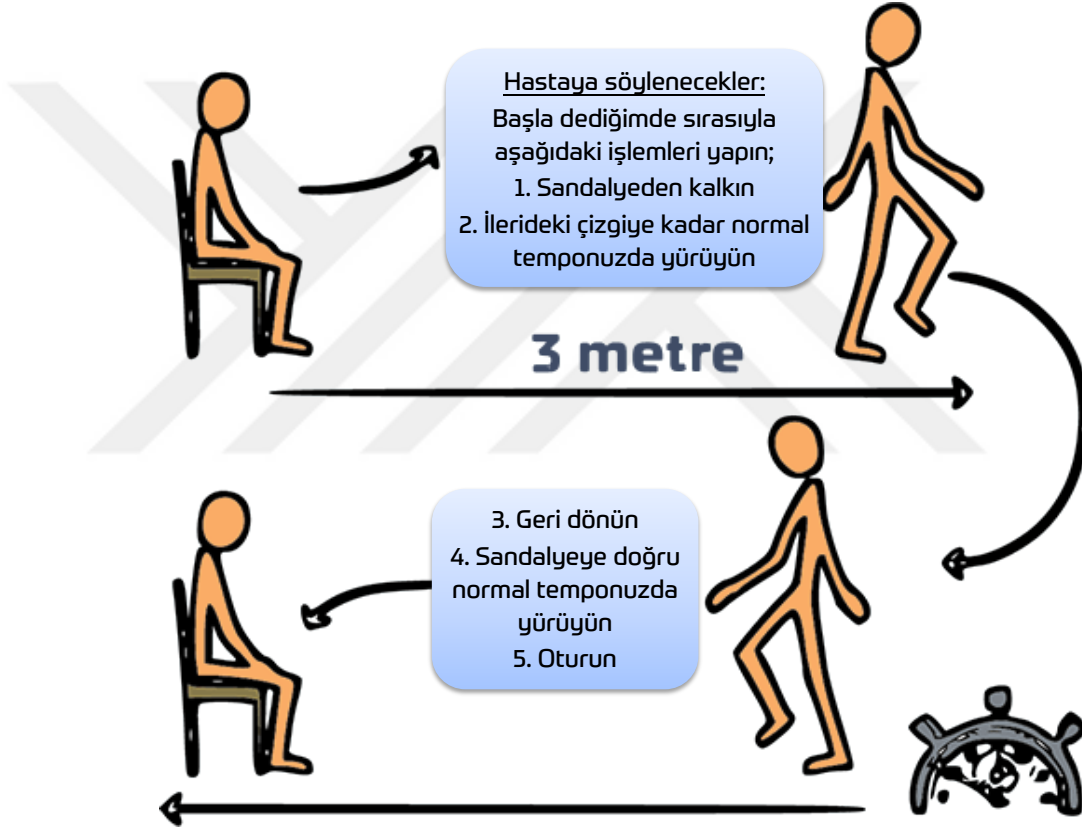 Hastaya söylenecekler:
Başla dediğimde sırasıyla
aşağıdaki işlemleri yapın;
1. Sandalyeden kalkın
2. İlerideki çizgiye kadar normal
temponuzda yürüyün
3 metre
3. Geri dönün
4. Sandalyeye doğru
normal temponuzda
yürüyün
5. Oturun